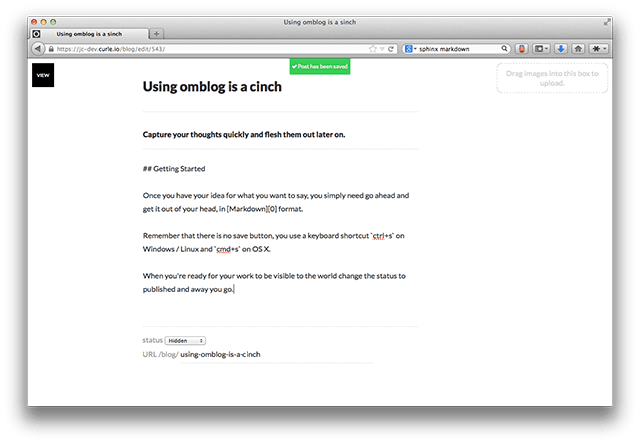 Using omblog is a sinch
Using omblog is a sinch
https://jc-dev.curle.io/blog/edit/543/
sphinx markdown
VIEW
Post has been saved
Drag images into this box to
upload.
Using omblog is a cinch
Capture your thoughts quickly and flesh them out later on.
## Getting Started
Once you have your idea for what you want to say, you simply need go ahead and
get it out of your head, in [Markdown][0] format.
Remember that there is no save button, you use a keyboard shortcut `ctrl+s` on
Windows / Linux and `cmd+s` on OS X.
When you're ready for your work to be visible to the world change the status to
published and away you go.
status Hidden
URL /blog/ using-omblog-is-a-cinch